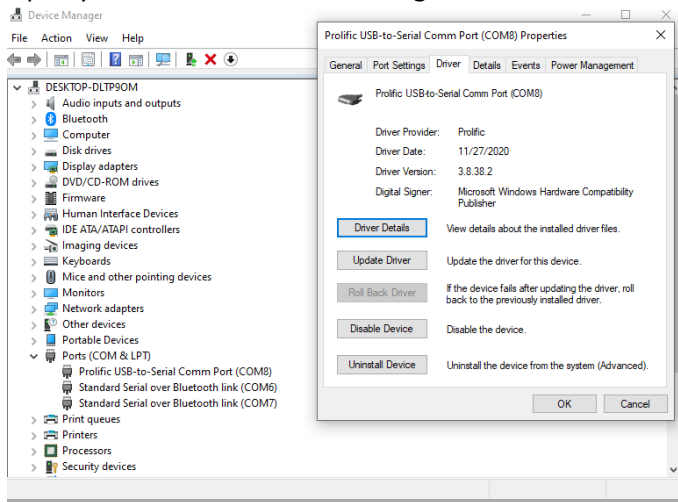 Device Manager
File Action View Help
DESKTOP-DLTP9OM
Audio inputs and outputs
Bluetooth
Computer
Disk drives
Display adapters
DVD/CD-ROM drives
Firmware
Human Interface Devices
IDE ATA/ATAPI controllers
Imaging devices
Keyboards
Mice and other pointing devices
Monitors
Network adapters
Other devices
Portable Devices
Ports (COM & LPT)
Prolific USB-to-Serial Comm Port (COM8)
Standard Serial over Bluetooth link (COM6)
Standard Serial over Bluetooth link (COM7)
Print queues
Printers
Processors
Security devices
Prolific USB-to-Serial Comm Port (COM8) Properties
General Port Settings Driver Details Events Power Management
Prolific USB-to-Serial Comm Port (COM8)
Driver Provider: Prolific
Driver Date: 11/27/2020
Driver Version: 3.8.38.2
Digital Signer: Microsoft Windows Hardware Compatibility
Publisher
Driver Details View details about the installed driver files.
Update Driver Update the driver for this device.
Roll Back Driver If the device fails after updating the driver, roll
back to the previously installed driver.
Disable Device Disable the device.
Uninstall Device Uninstall the device from the system (Advanced).
OK Cancel